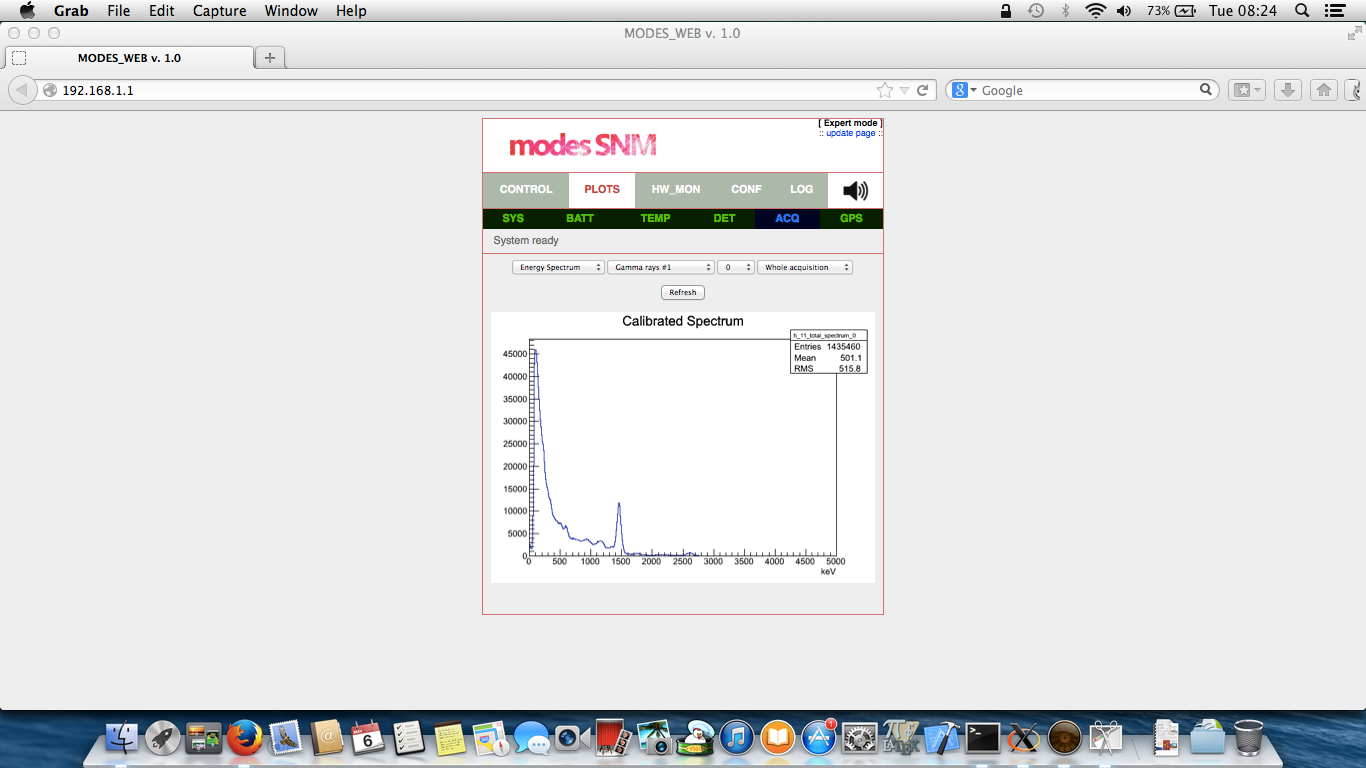 Grab File Edit Capture Window Help 73% Tue 08:24
MODES_WEB v. 1.0
MODES_WEB v. 1.0
192.168.1.1 Google
[ Expert mode ]
:: update page ::
modes SNM
CONTROL PLOTS HW_MON CONF LOG
SYS BATT TEMP DET ACQ GPS
System ready
Energy Spectrum Gamma rays #1 0 Whole acquisition
Refresh
Calibrated Spectrum
h_11_total_spectrum_0
Entries 1435460
Mean 501.1
RMS 515.8
45000
40000
35000
30000
25000
20000
15000
10000
5000
0
0 500 1000 1500 2000 2500 3000 3500 4000 4500 5000
keV
MAY
6
1